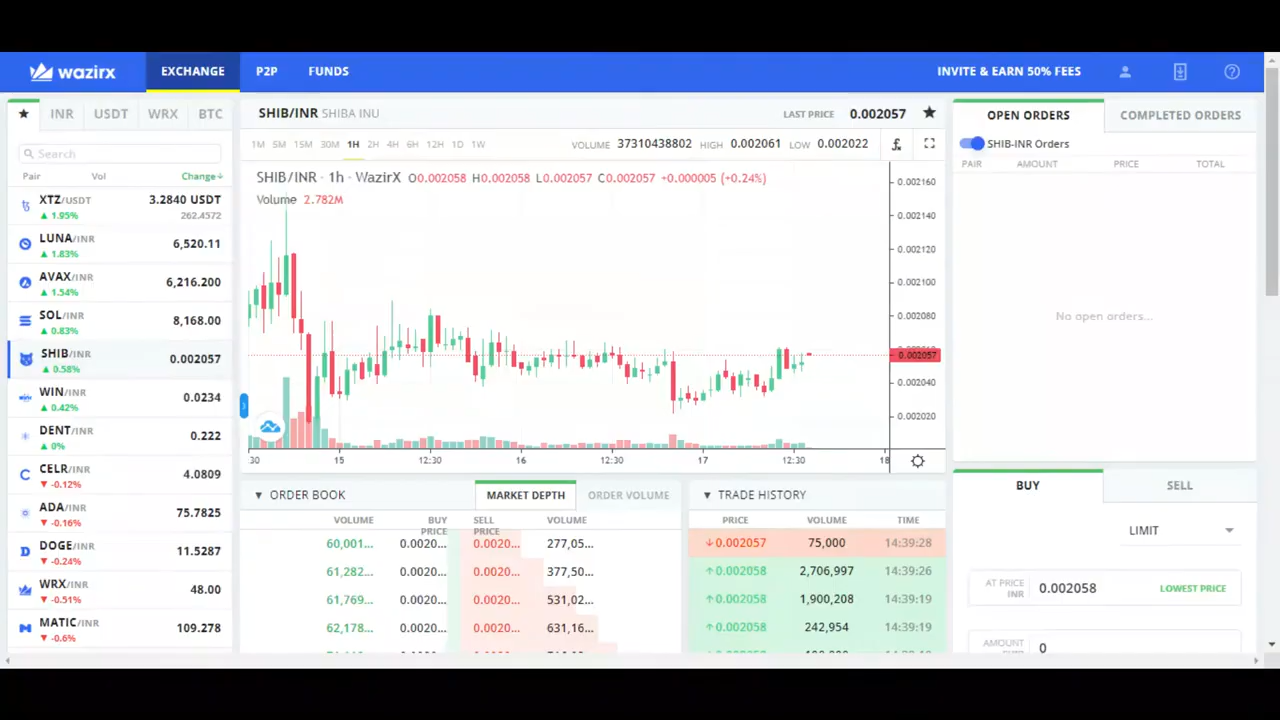 wazirx EXCHANGE P2P FUNDS INVITE & EARN 50% FEES
★ INR USDT WRX BTC
Search
Pair Vol Change
XTZ/USDT 3.2840 USDT
▲ 1.95% 262.4572
LUNA/INR 6,520.11
▲ 1.83%
AVAX/INR 6,216.200
▲ 1.54%
SOL/INR 8,168.00
▲ 0.83%
SHIB/INR 0.002057
▲ 0.58%
WIN/INR 0.0234
▲ 0.42%
DENT/INR 0.222
▲ 0%
CELR/INR 4.0809
▼ -0.12%
ADA/INR 75.7825
▼ -0.16%
DOGE/INR 11.5287
▼ -0.24%
WRX/INR 48.00
▼ -0.51%
MATIC/INR 109.278
▼ -0.6%
SHIB/INR SHIBA INU LAST PRICE 0.002057 ★
1M 5M 15M 30M 1H 2H 4H 6H 12H 1D 1W VOLUME 37310438802 HIGH 0.002061 LOW 0.002022
SHIB/INR · 1h · WazirX O0.002058 H0.002058 L0.002057 C0.002057 +0.000005 (+0.24%)
Volume 2.782M
0.002160
0.002140
0.002120
0.002100
0.002080
0.002057
0.002040
0.002020
30 15 12:30 16 12:30 17 12:30 18
▼ ORDER BOOK MARKET DEPTH ORDER VOLUME
VOLUME BUY PRICE SELL PRICE VOLUME
60,001... 0.0020... 0.0020... 277,05...
61,282... 0.0020... 0.0020... 377,50...
61,769... 0.0020... 0.0020... 531,02...
62,178... 0.0020... 0.0020... 631,16...
▼ TRADE HISTORY
PRICE VOLUME TIME
↓0.002057 75,000 14:39:28
↑0.002058 2,706,997 14:39:26
↑0.002058 1,900,208 14:39:19
↑0.002058 242,954 14:39:19
OPEN ORDERS COMPLETED ORDERS
SHIB-INR Orders
PAIR AMOUNT PRICE TOTAL
No open orders...
BUY SELL
LIMIT
AT PRICE INR 0.002058 LOWEST PRICE
AMOUNT 0